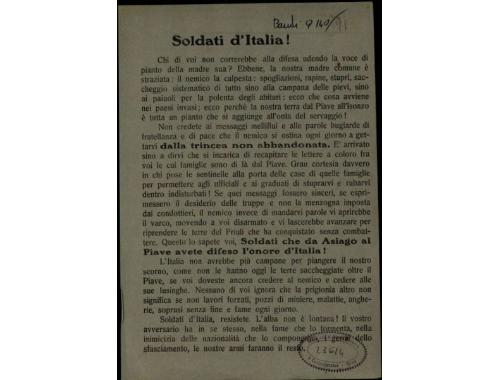 Bandi 9 140/91
Soldati d'Italia!
Chi di voi non correrebbe alla difesa udendo la voce di
pianto della madre sua? Ebbene, la nostra madre comune è
straziata: il nemico la calpesta: spogliazioni, rapine, stupri, sac-
cheggio sistematico di tutto sino alla campana delle pievi, sino
ai paiuoli per la polenta degli abituri: ecco che cosa avviene
nei paesi invasi; ecco perchè la nostra terra dal Piave all'Isonzo
è tutta un pianto che si aggiunge all'onta del servaggio!
Non credete ai messaggi melliflui e alle parole bugiarde di
fratellanza e di pace che il nemico si ostina ogni giorno a get-
tarvi dalla trincea non abbandonata. E' arrivato
sino a dirvi che si incarica di recapitare le lettere a coloro fra
voi le cui famiglie sono di là dal Piave. Grau cortesia davvero
in chi pose le sentinelle alla porta delle case di quelle famiglie
per permettere agli ufficiali e ai graduati di stuprarvi e rubarvi
dentro indisturbati! Se quei messaggi fossero sinceri, se espri-
messero il desiderio delle truppe e non la menzogna imposta
dai condottieri, il nemico invece di mandarvi parole vi aprirebbe
il varco, movendo a voi disarmato e vi lascerebbe avanzare per
riprendere le terre del Friuli che ha conquistato senza combat-
tere. Questo lo sapete voi, Soldati che da Asiago al
Piave avete difeso l'onore d'Italia!
L'Italia non avrebbe più campane per piangere il nostro
scorno, come non le hanno oggi le terre saccheggiate oltre il
Piave, se voi doveste ancora credere al nemico e cedere alle
sue lusinghe. Nessuno di voi ignora che la prigionia altro non
significa se non lavori forzati, pozzi di miniere, malattie, anghe-
rie, soprusi senza fine e fame ogni giorno.
Soldati d'Italia, resistete. L'alba non è lontana! Il vostro
avversario ha in se stesso, nella fame che lo tormenta, nella
inimicizia delle nazionalità che lo compongono, i germi dello
sfasciamento, le nostre armi faranno il resto.
23614